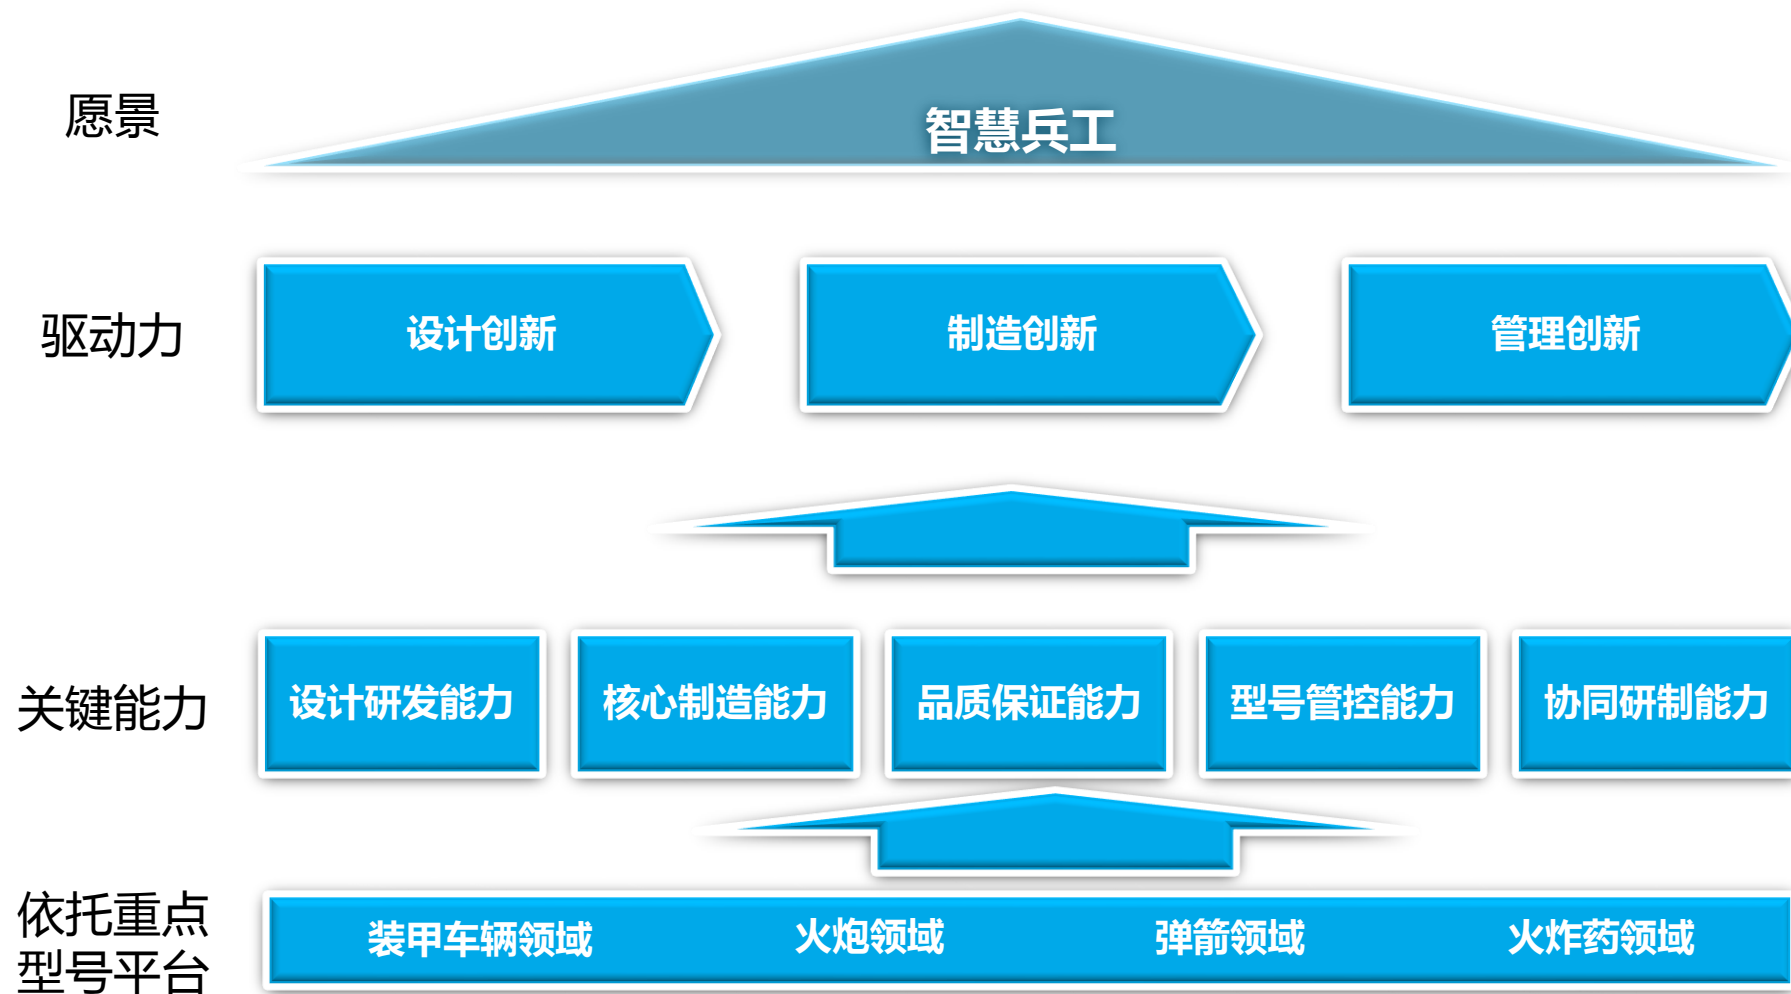 愿景
智慧兵工
驱动力
设计创新
制造创新
管理创新
关键能力
设计研发能力
核心制造能力
品质保证能力
型号管控能力
协同研制能力
依托重点
型号平台
装甲车辆领域
火炮领域
弹箭领域
火炸药领域